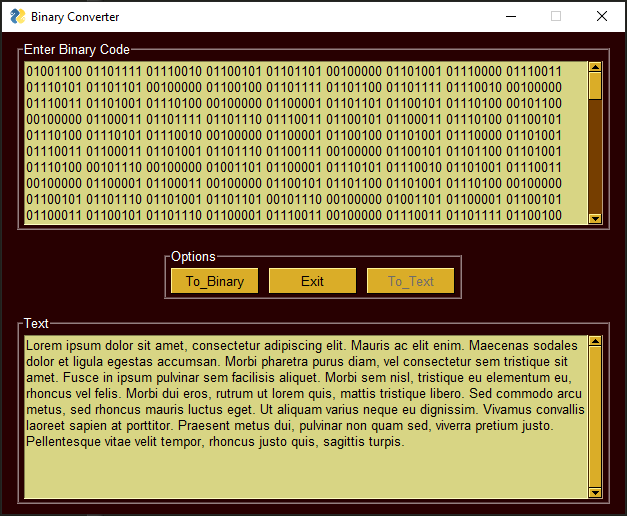 Binary Converter
Enter Binary Code
01001100 01101111 01110010 01100101 01101101 00100000 01101001 01110000 01110011
01110101 01101101 00100000 01100100 01101111 01101100 01101111 01110010 00100000
01110011 01101001 01110100 00100000 01100001 01101101 01100101 01110100 00101100
00100000 01100011 01101111 01101110 01110011 01100101 01100011 01110100 01100101
01110100 01110101 01110010 00100000 01100001 01100100 01101001 01110000 01101001
01110011 01100011 01101001 01101110 01100111 00100000 01100101 01101100 01101001
01110100 00101110 00100000 01001101 01100001 01110101 01110010 01101001 01110011
00100000 01100001 01100011 00100000 01100101 01101100 01101001 01110100 00100000
01100101 01101110 01101001 01101101 00101110 00100000 01001101 01100001 01100101
01100011 01100101 01101110 01100001 01110011 00100000 01110011 01101111 01100100
Options
To_Binary Exit To_Text
Text
Lorem ipsum dolor sit amet, consectetur adipiscing elit. Mauris ac elit enim. Maecenas sodales
dolor et ligula egestas accumsan. Morbi pharetra purus diam, vel consectetur sem tristique sit
amet. Fusce in ipsum pulvinar sem facilisis aliquet. Morbi sem nisl, tristique eu elementum eu,
rhoncus vel felis. Morbi dui eros, rutrum ut lorem quis, mattis tristique libero. Sed commodo arcu
metus, sed rhoncus mauris luctus eget. Ut aliquam varius neque eu dignissim. Vivamus convallis
laoreet sapien at porttitor. Praesent metus dui, pulvinar non quam sed, viverra pretium justo.
Pellentesque vitae velit tempor, rhoncus justo quis, sagittis turpis.